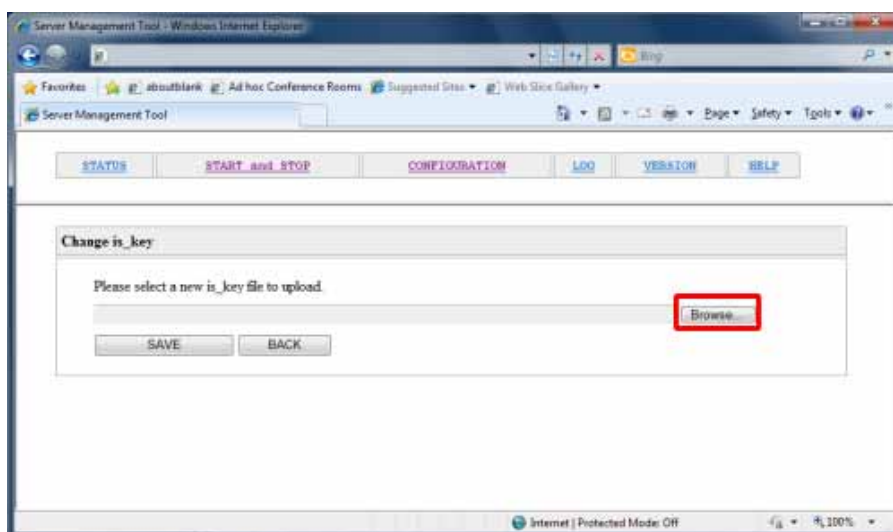 Server Management Tool - Windows Internet Explorer
Bing
Favorites aboutblank Ad hoc Conference Rooms Suggested Sites Web Slice Gallery
Server Management Tool Page Safety Tools
STATUS START and STOP CONFIGURATION LOG VERSION HELP
Change is_key
Please select a new is_key file to upload.
Browse...
SAVE BACK
Internet | Protected Mode: Off 100%